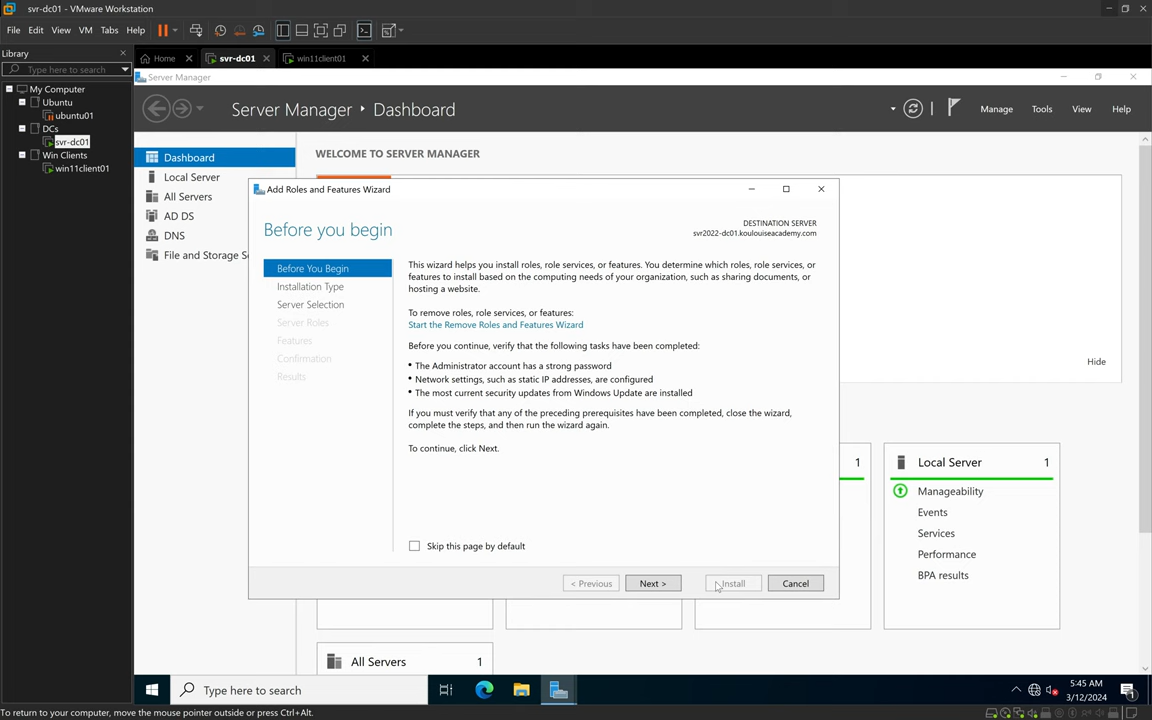 svr-dc01 - VMware Workstation
File Edit View VM Tabs Help
Library
Type here to search
My Computer
Ubuntu
ubuntu01
DCs
svr-dc01
Win Clients
win11client01
Home
svr-dc01
win11client01
Server Manager
Server Manager • Dashboard
Manage Tools View Help
Dashboard
Local Server
All Servers
AD DS
DNS
File and Storage S
WELCOME TO SERVER MANAGER
Hide
Add Roles and Features Wizard
Before you begin
DESTINATION SERVER
svr2022-dc01.koulouiseacademy.com
Before You Begin
Installation Type
Server Selection
Server Roles
Features
Confirmation
Results
This wizard helps you install roles, role services, or features. You determine which roles, role services, or
features to install based on the computing needs of your organization, such as sharing documents, or
hosting a website.
To remove roles, role services, or features:
Start the Remove Roles and Features Wizard
Before you continue, verify that the following tasks have been completed:
• The Administrator account has a strong password
• Network settings, such as static IP addresses, are configured
• The most current security updates from Windows Update are installed
If you must verify that any of the preceding prerequisites have been completed, close the wizard,
complete the steps, and then run the wizard again.
To continue, click Next.
Skip this page by default
< Previous Next > Install Cancel
1
Local Server 1
Manageability
Events
Services
Performance
BPA results
All Servers 1
Type here to search
5:45 AM
3/12/2024
1
To return to your computer, move the mouse pointer outside or press Ctrl+Alt.